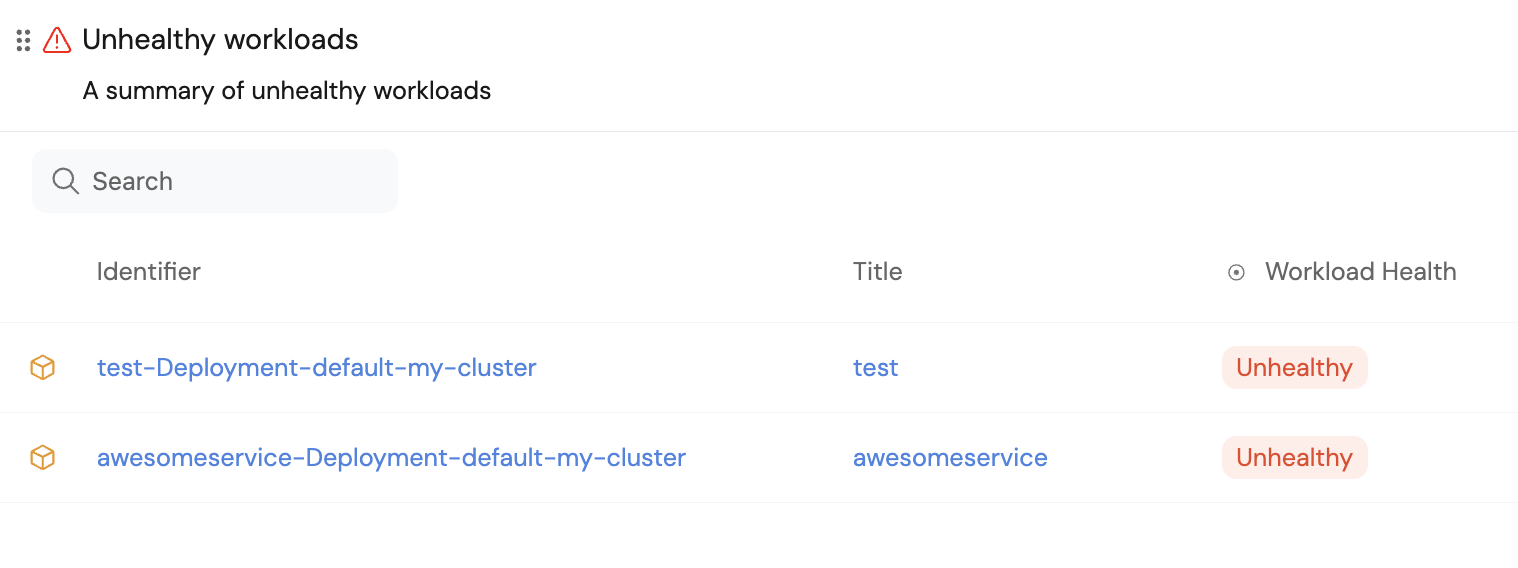 Unhealthy workloads
A summary of unhealthy workloads
Search
Identifier Title Workload Health
test-Deployment-default-my-cluster test Unhealthy
awesomeservice-Deployment-default-my-cluster awesomeservice Unhealthy